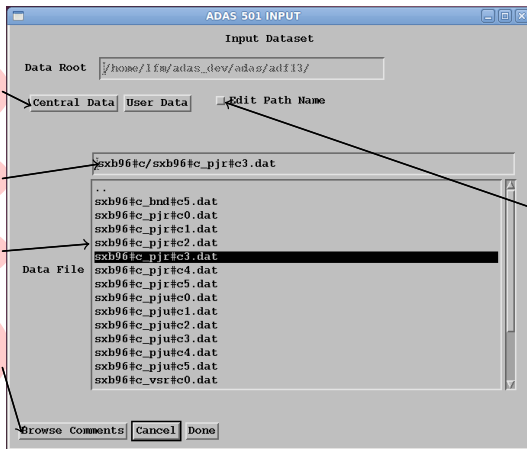 ADAS 501 INPUT
Input Dataset
Data Root /home/lfm/adas_dev/adas/adf13/
Central Data User Data Edit Path Name
sxb96#c/sxb96#c_pjr#c3.dat
..
sxb96#c_bnd#c5.dat
sxb96#c_pjr#c0.dat
sxb96#c_pjr#c1.dat
sxb96#c_pjr#c2.dat
sxb96#c_pjr#c3.dat
Data File sxb96#c_pjr#c4.dat
sxb96#c_pjr#c5.dat
sxb96#c_pju#c0.dat
sxb96#c_pju#c1.dat
sxb96#c_pju#c2.dat
sxb96#c_pju#c3.dat
sxb96#c_pju#c4.dat
sxb96#c_pju#c5.dat
sxb96#c_vsr#c0.dat
Browse Comments Cancel Done